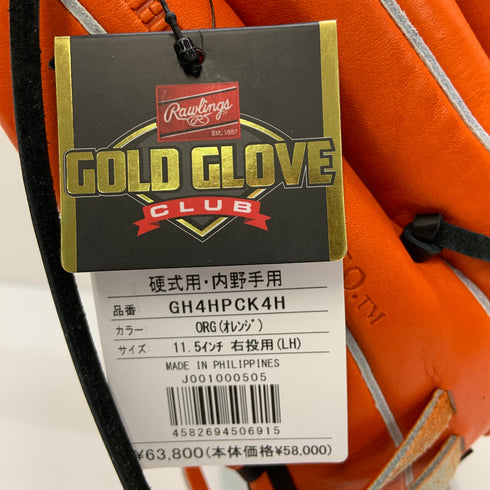 Rawlings
Est. 1887
GOLD GLOVE
CLUB
硬式用・内野手用
品番: GH4HPCK4H
カラー: ORG(オレンジ)
サイズ: 11.5インチ 右投用(LH)
MADE IN PHILIPPINES
J001000505
4582694506915
¥63,800(本体価格¥58,000)
O.TM